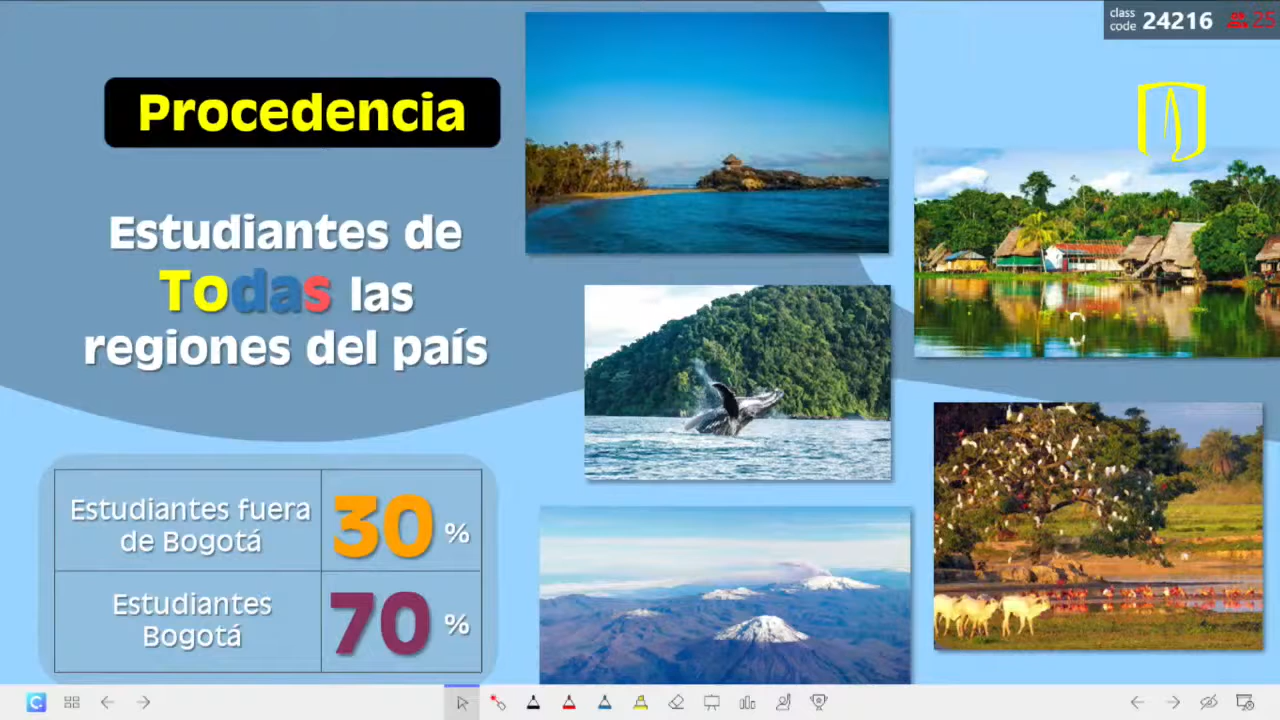 class
code 24216 25
Procedencia
Estudiantes de
Todas las
regiones del país
Estudiantes fuera
de Bogotá
30 %
Estudiantes
Bogotá
70 %